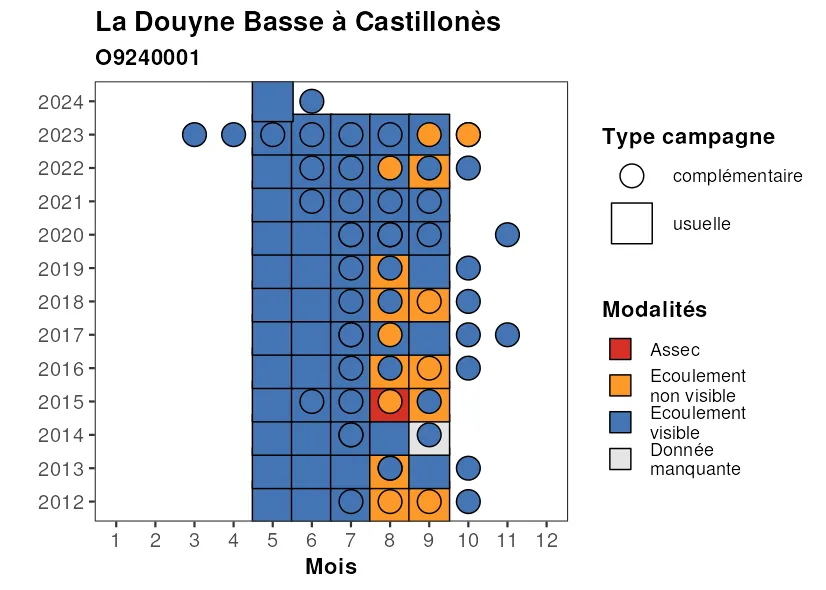 La Douyne Basse à Castillonès
O9240001
2024
2023
2022
2021
2020
2019
2018
2017
2016
2015
2014
2013
2012
1 2 3 4 5 6 7 8 9 10 11 12
Mois
Type campagne
complémentaire
usuelle
Modalités
Assec
Ecoulement
non visible
Ecoulement
visible
Donnée
manquante